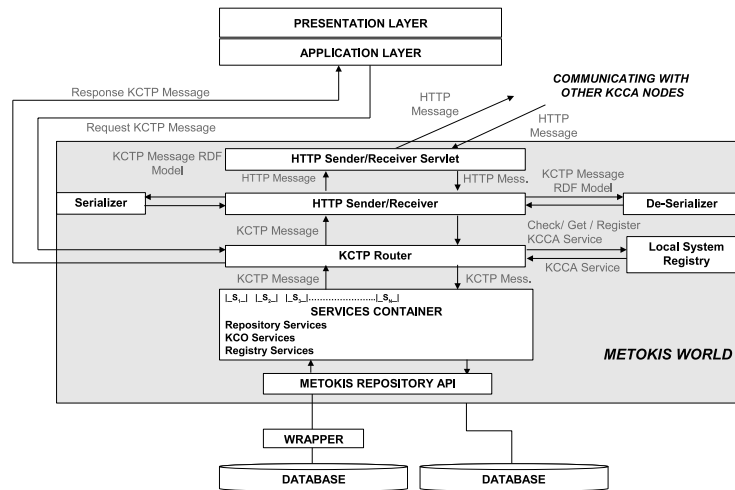 PRESENTATION LAYER
APPLICATION LAYER
Response KCTP Message
Request KCTP Message
HTTP
Message
COMMUNICATING WITH
OTHER KCCA NODES
HTTP
Message
KCTP Message RDF
Model
HTTP Sender/Receiver Servlet
HTTP Message
HTTP Mess.
KCTP Message
RDF Model
Serializer
HTTP Sender/Receiver
De-Serializer
KCTP Message
Check/ Get / Register
KCCA Service
KCTP Router
KCCA Service
Local System
Registry
KCTP Message
KCTP Mess.
|_S1_| |_S2_| |_S3_|........................|_SN_|
SERVICES CONTAINER
Repository Services
KCO Services
Registry Services
METOKIS WORLD
METOKIS REPOSITORY API
WRAPPER
DATABASE
DATABASE